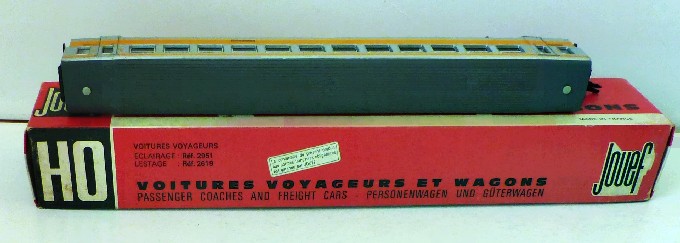 Jouef
WAGONS
HO
VOITURES VOYAGEURS
ECLAIRAGE : Réf. 2951
LESTAGE : Réf. 2619
VOITURES VOYAGEURS ET WAGONS
PASSENGER COACHES AND FREIGHT CARS - PERSONENWAGEN UND GÜTERWAGEN
Jouef